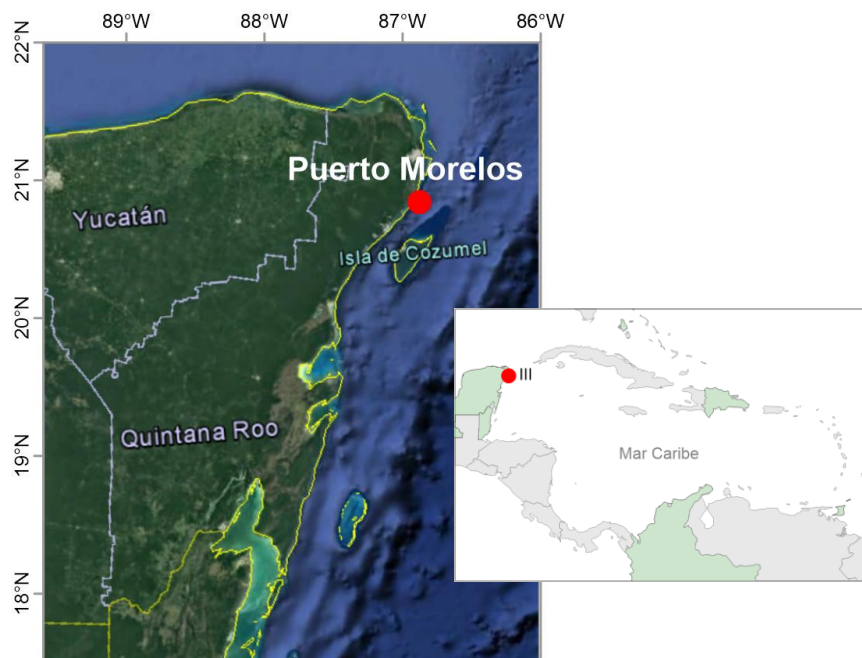 89°W 88°W 87°W 86°W
22°N
21°N
20°N
19°N
18°N
Puerto Morelos
Yucatán
Isla de Cozumel
Quintana Roo
III
Mar Caribe